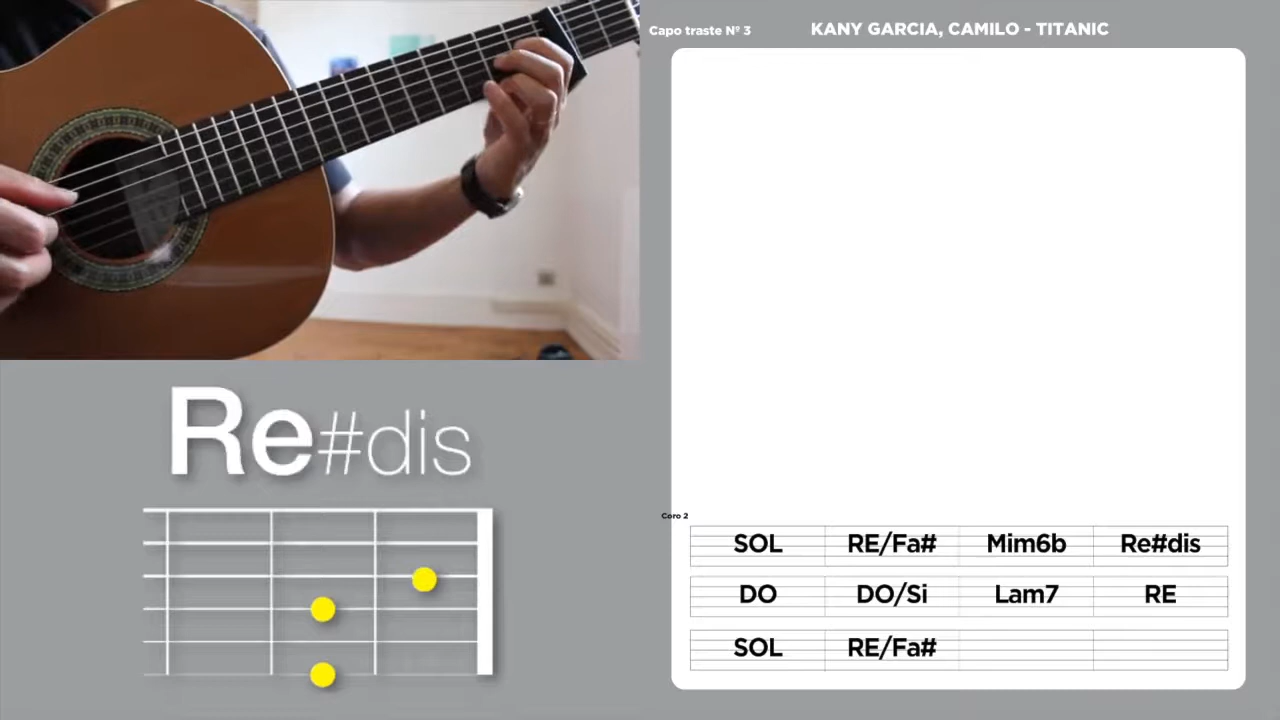 Capo traste Nº 3
KANY GARCIA, CAMILO - TITANIC
Re#dis
Coro 2
SOL RE/Fa# Mim6b Re#dis
DO DO/Si Lam7 RE
SOL RE/Fa#